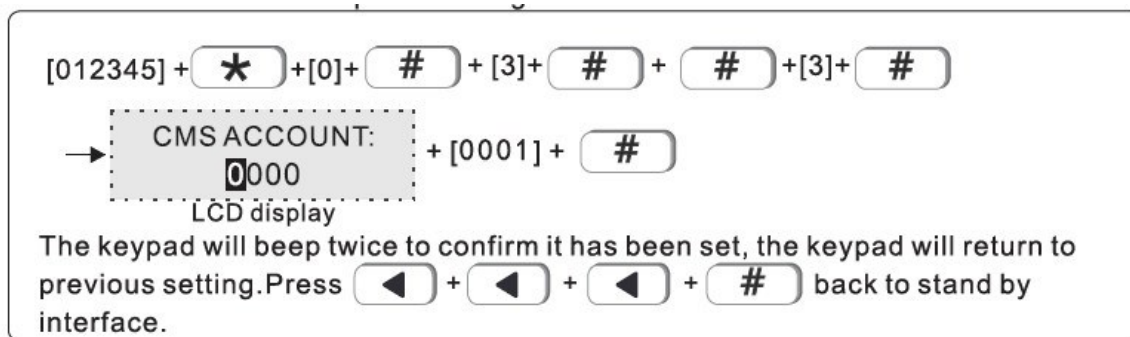 [012345] + * +[0]+ # + [3]+ # + # +[3]+ #
→ CMS ACCOUNT: + [0001] + #
0000
LCD display
The keypad will beep twice to confirm it has been set, the keypad will return to
previous setting.Press ◀ + ◀ + ◀ + # back to stand by
interface.